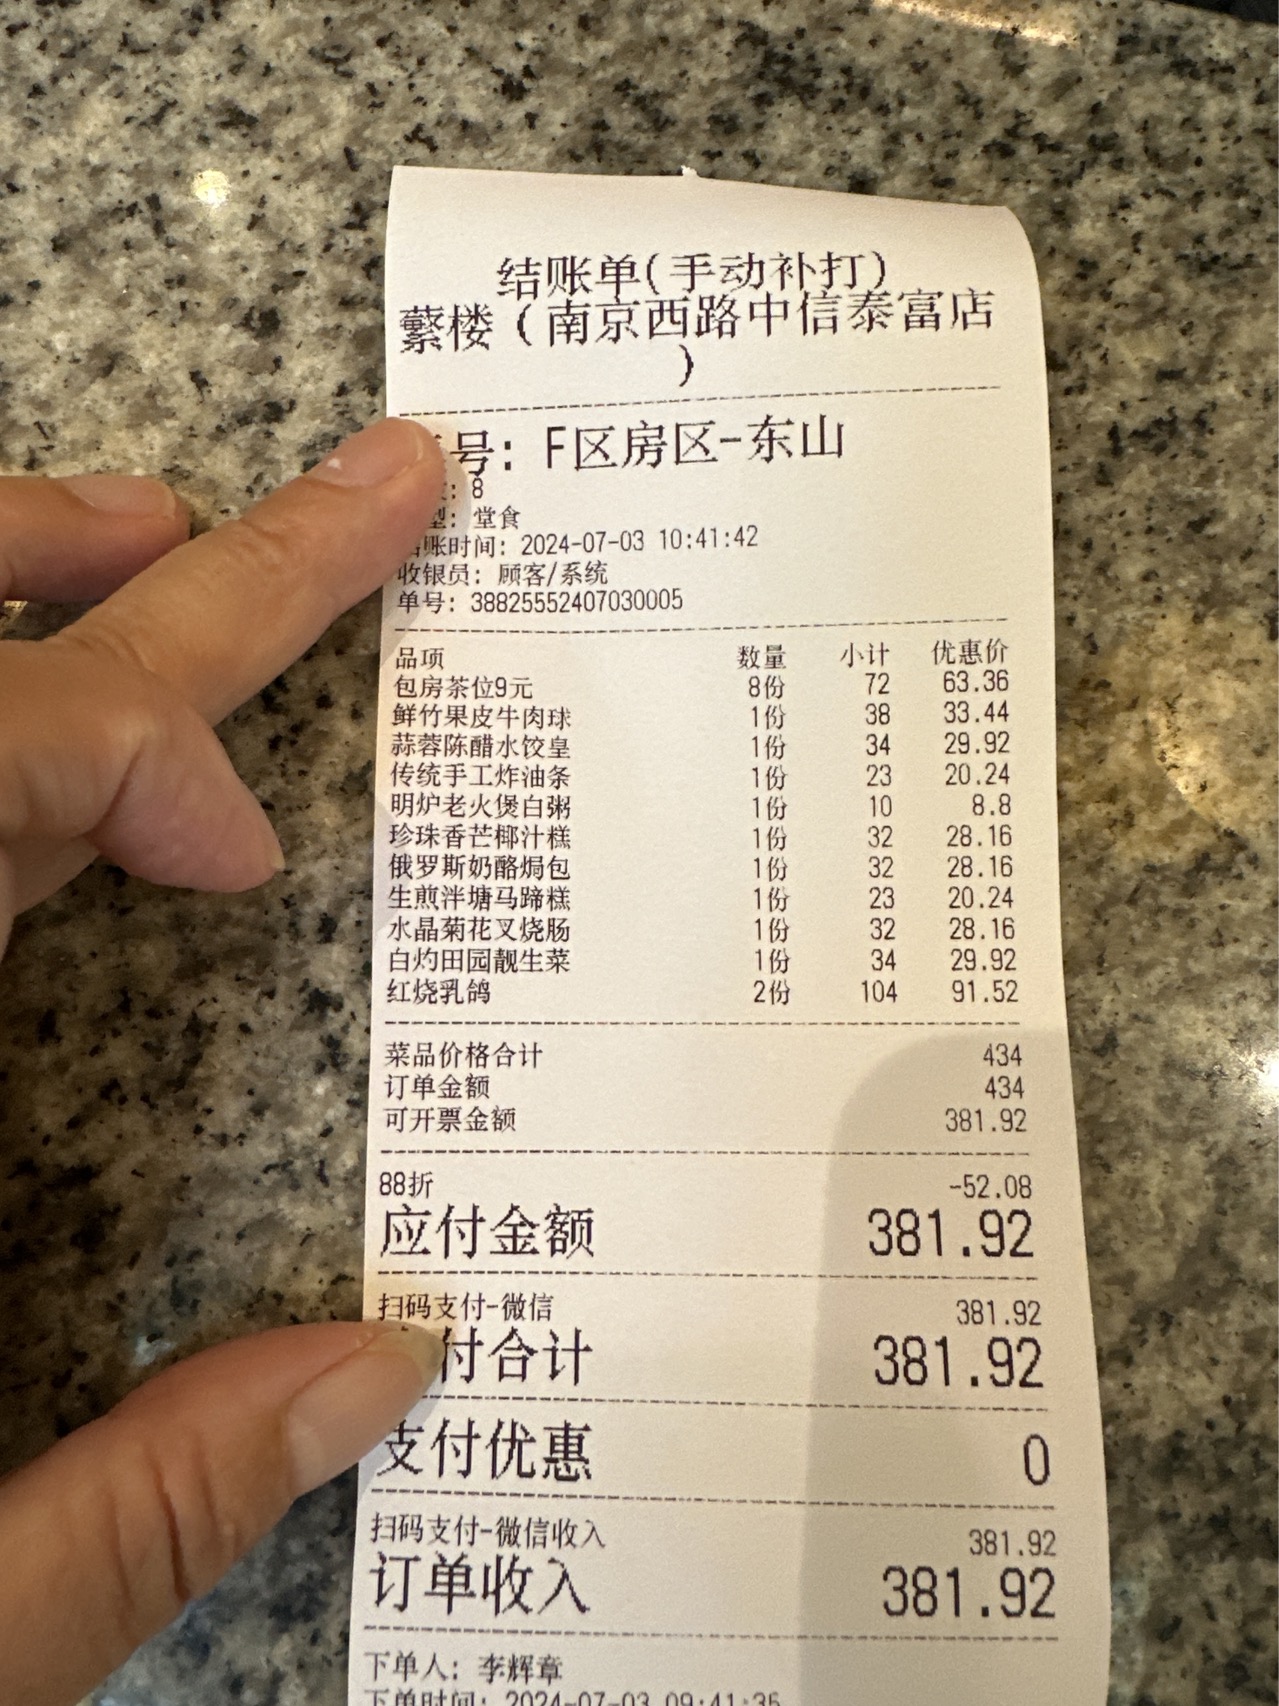 结账单(手动补打)
蘩楼（南京西路中信泰富店
）
号: F区房区-东山
: 8
型: 堂食
账时间: 2024-07-03 10:41:42
收银员: 顾客/系统
单号: 38825552407030005
品项 数量 小计 优惠价
包房茶位9元 8份 72 63.36
鲜竹果皮牛肉球 1份 38 33.44
蒜蓉陈醋水饺皇 1份 34 29.92
传统手工炸油条 1份 23 20.24
明炉老火煲白粥 1份 10 8.8
珍珠香芒椰汁糕 1份 32 28.16
俄罗斯奶酪焗包 1份 32 28.16
生煎泮塘马蹄糕 1份 23 20.24
水晶菊花叉烧肠 1份 32 28.16
白灼田园靓生菜 1份 34 29.92
红烧乳鸽 2份 104 91.52
菜品价格合计 434
订单金额 434
可开票金额 381.92
88折 -52.08
应付金额 381.92
扫码支付-微信 381.92
付合计 381.92
支付优惠 0
扫码支付-微信收入 381.92
订单收入 381.92
下单人: 李辉章
下单时间: 2024-07-03 09:41:35